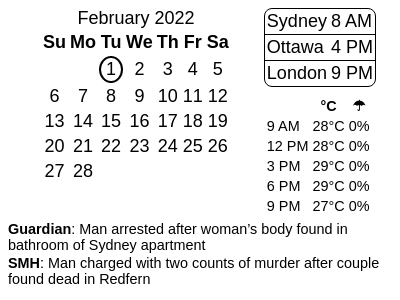 February 2022
Su Mo Tu We Th Fr Sa
1 2 3 4 5
6 7 8 9 10 11 12
13 14 15 16 17 18 19
20 21 22 23 24 25 26
27 28
Sydney 8 AM
Ottawa 4 PM
London 9 PM
°C ☂
9 AM 28°C 0%
12 PM 28°C 0%
3 PM 29°C 0%
6 PM 29°C 0%
9 PM 27°C 0%
Guardian: Man arrested after woman’s body found in
bathroom of Sydney apartment
SMH: Man charged with two counts of murder after couple
found dead in Redfern